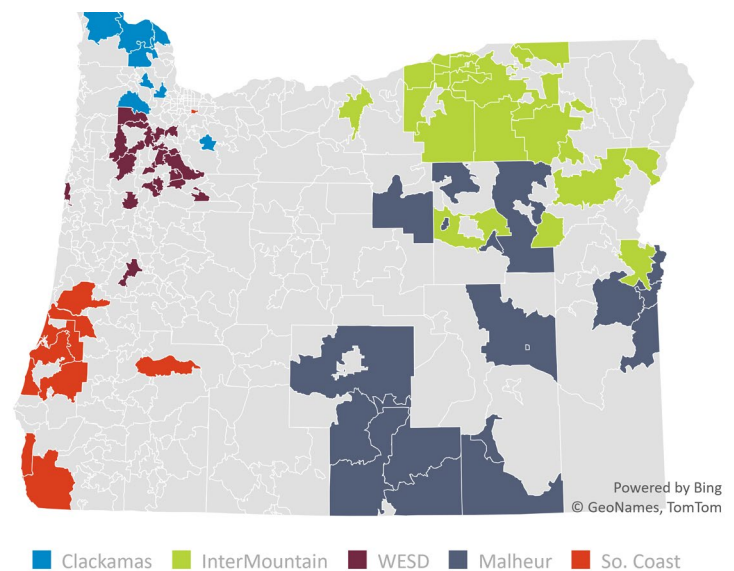 Powered by Bing
© GeoNames, TomTom
Clackamas InterMountain WESD Malheur So. Coast